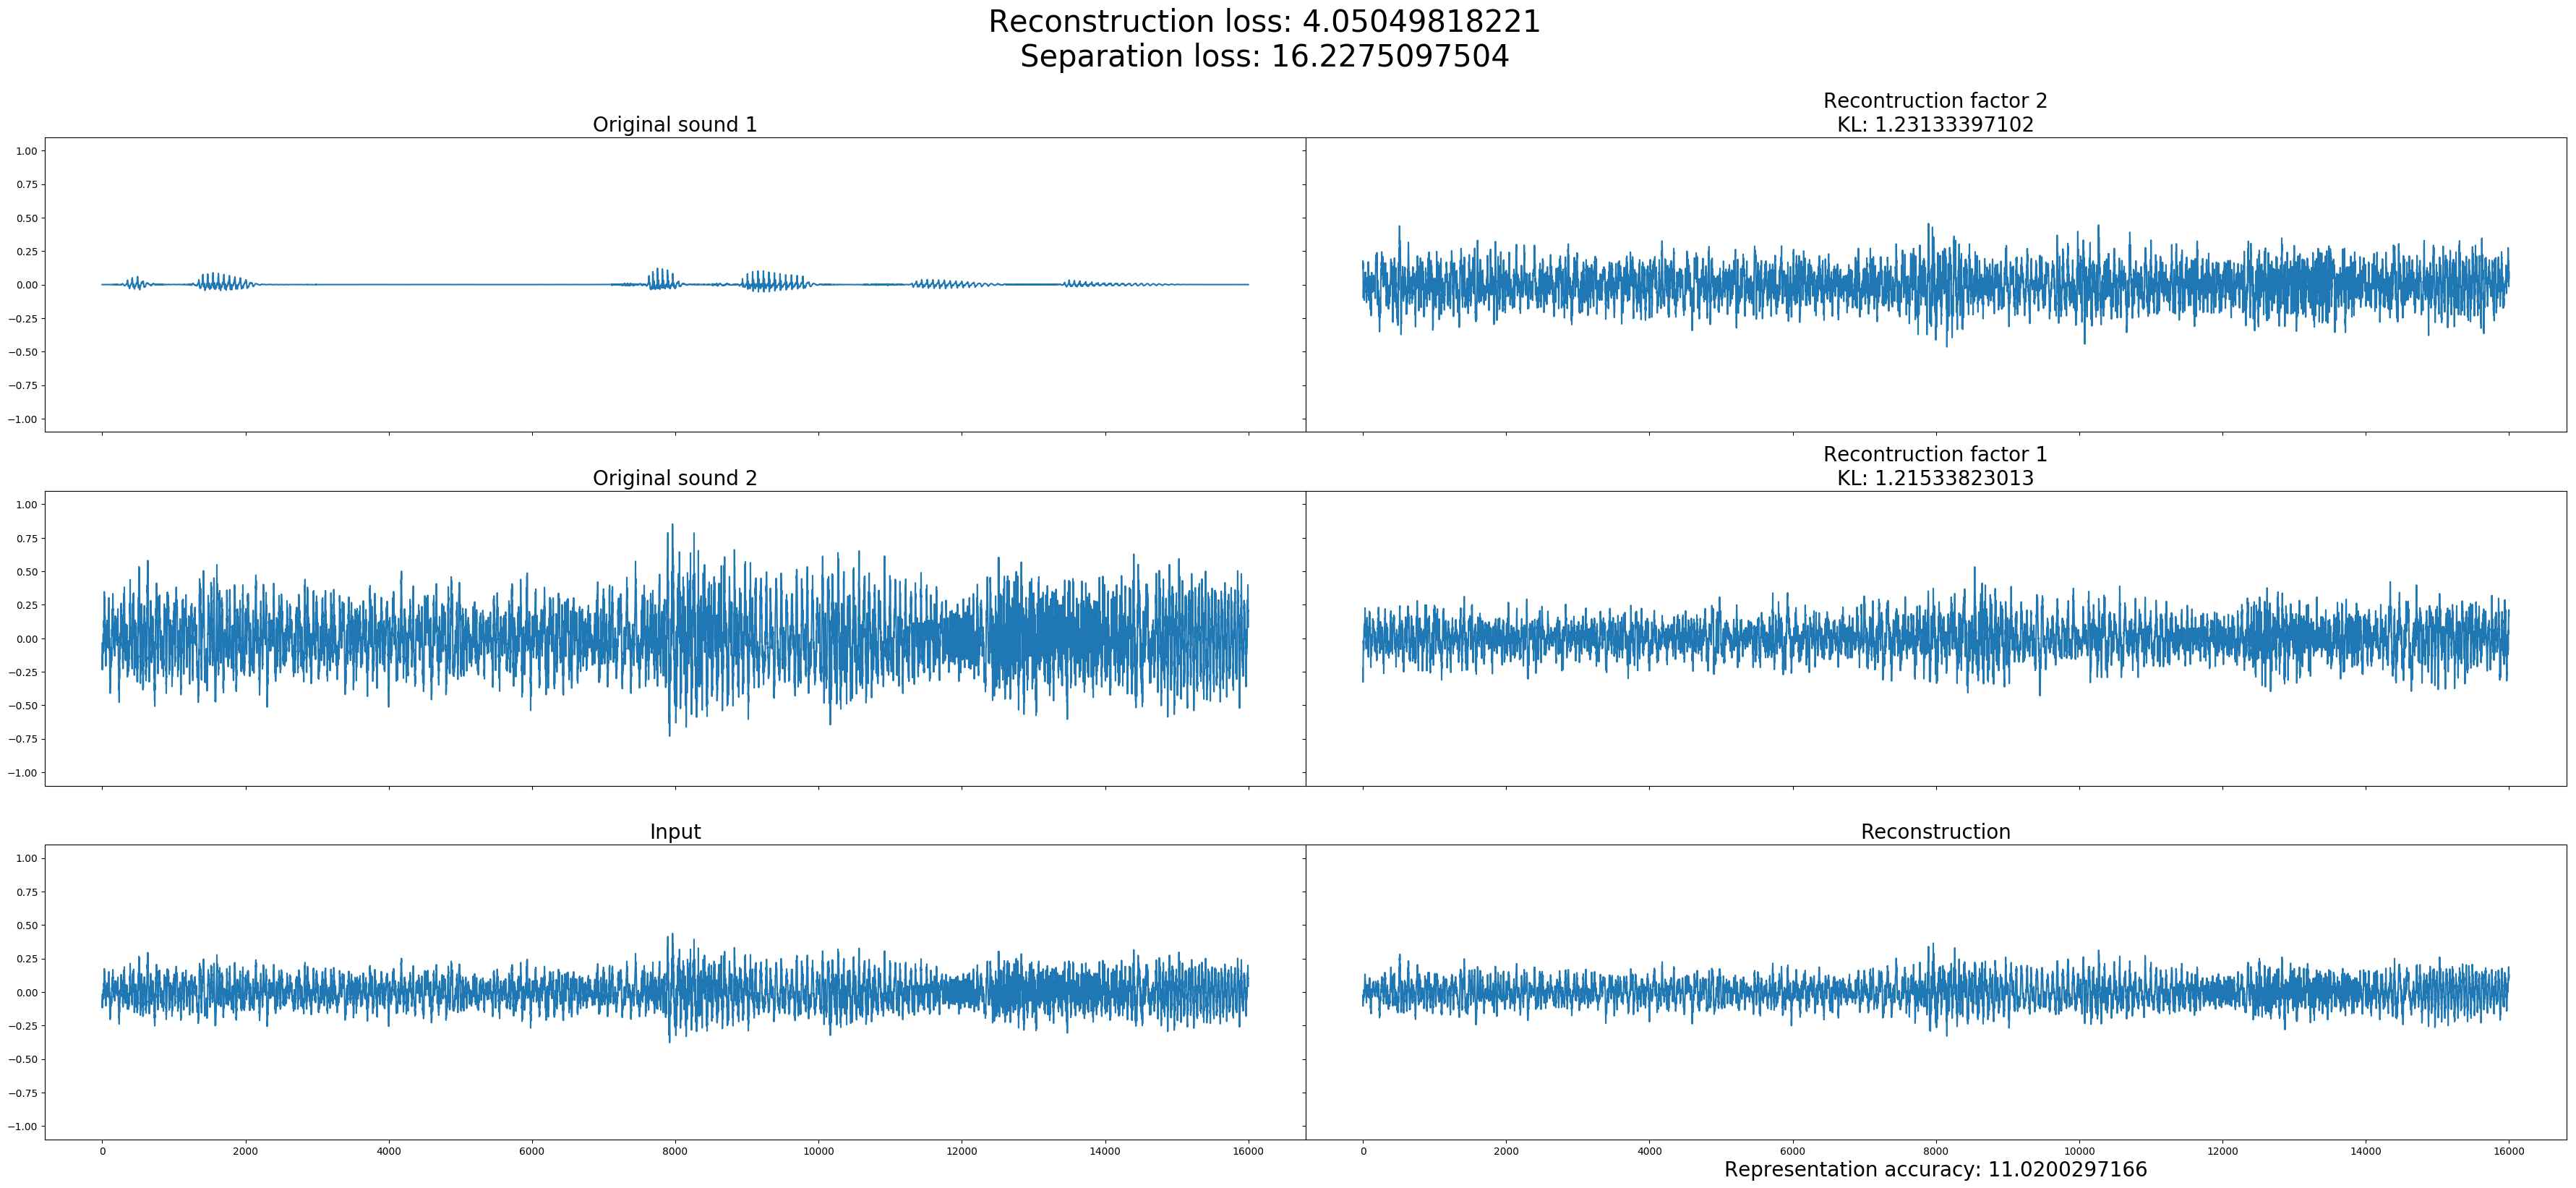 Reconstruction loss: 4.05049818221
Separation loss: 16.2275097504
Original sound 1
Recontruction factor 2
KL: 1.23133397102
1.00
0.75
0.50
0.25
0.00
−0.25
−0.50
−0.75
−1.00
Original sound 2
Recontruction factor 1
KL: 1.21533823013
1.00
0.75
0.50
0.25
0.00
−0.25
−0.50
−0.75
−1.00
Input
Reconstruction
1.00
0.75
0.50
0.25
0.00
−0.25
−0.50
−0.75
−1.00
0 2000 4000 6000 8000 10000 12000 14000 16000
0 2000 4000 6000 8000 10000 12000 14000 16000
Representation accuracy: 11.0200297166